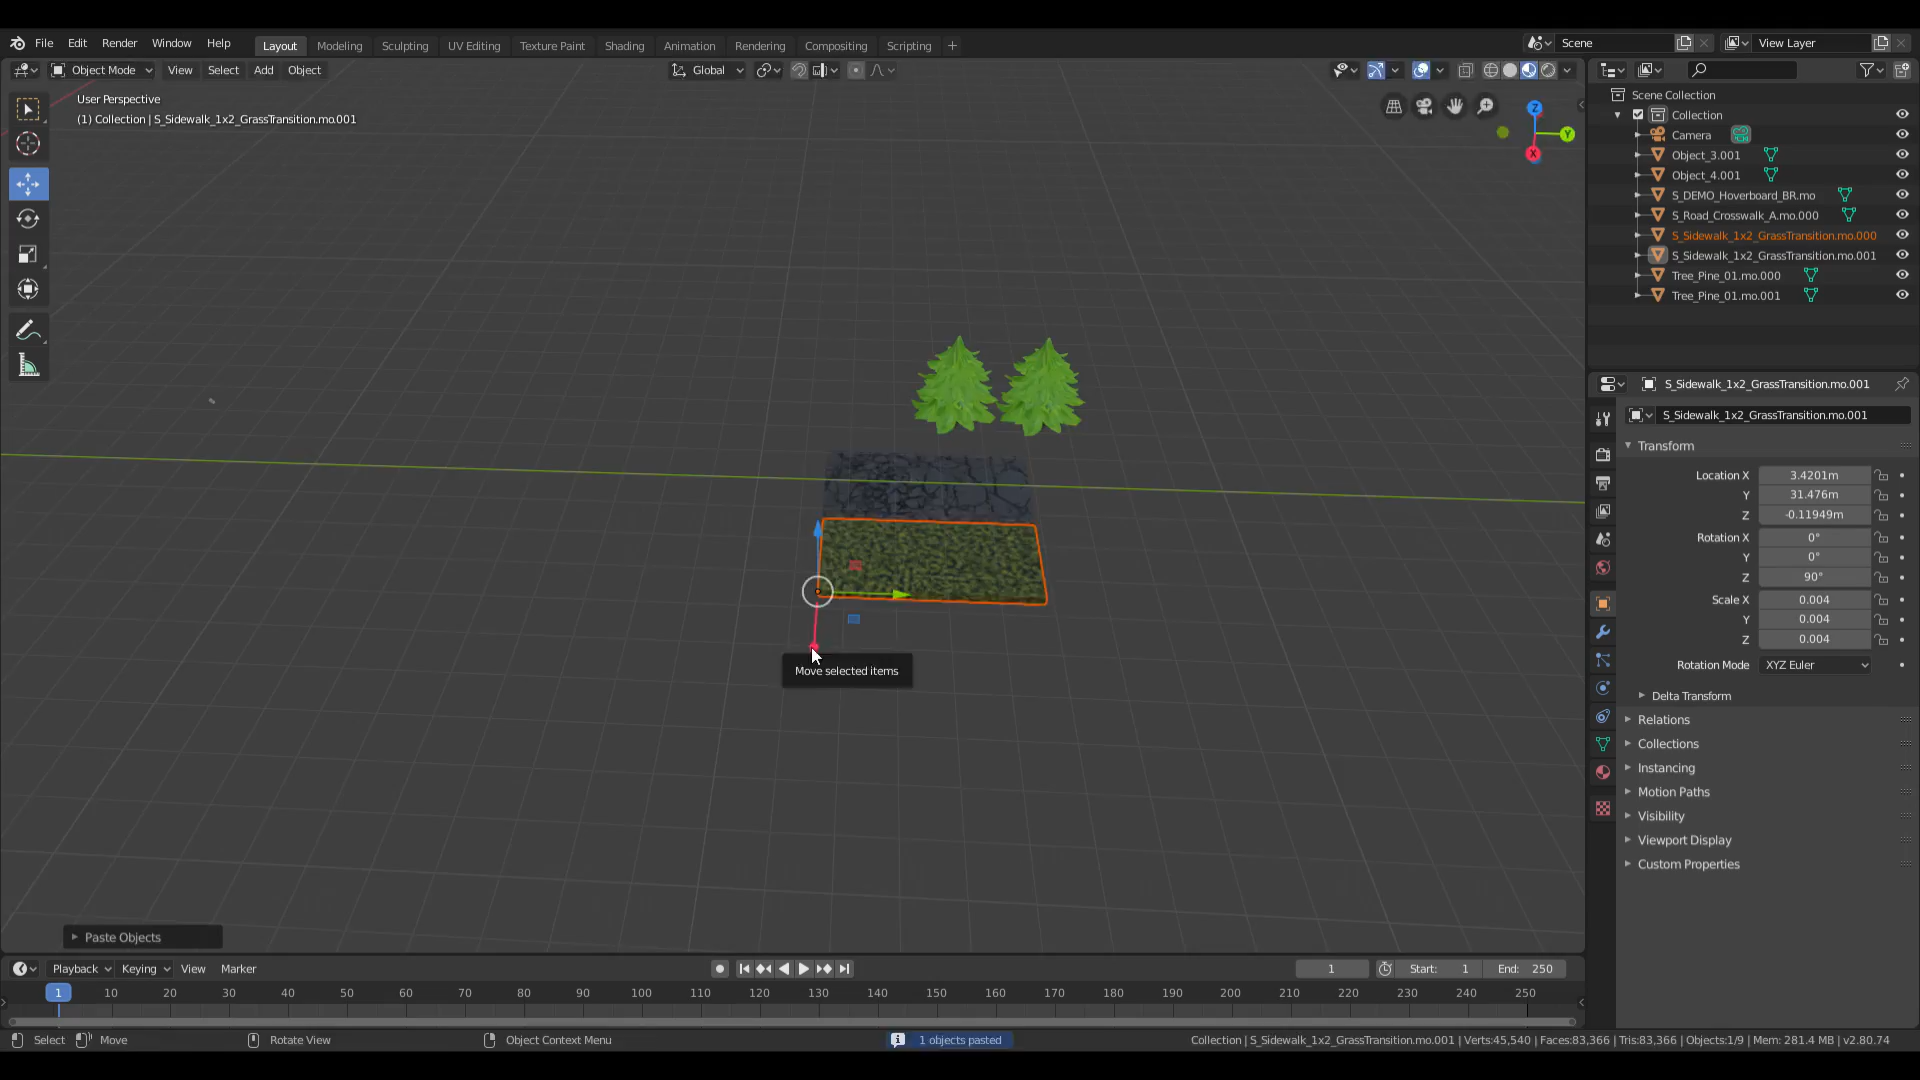 File Edit Render Window Help Layout Modeling Sculpting UV Editing Texture Paint Shading Animation Rendering Compositing Scripting + Scene View Layer
Object Mode View Select Add Object Global
User Perspective
(1) Collection | S_Sidewalk_1x2_GrassTransition.mo.001
Z
Y
X
Move selected items
Paste Objects
Scene Collection
Collection
Camera
Object_3.001
Object_4.001
S_DEMO_Hoverboard_BR.mo
S_Road_Crosswalk_A.mo.000
S_Sidewalk_1x2_GrassTransition.mo.000
S_Sidewalk_1x2_GrassTransition.mo.001
Tree_Pine_01.mo.000
Tree_Pine_01.mo.001
S_Sidewalk_1x2_GrassTransition.mo.001
S_Sidewalk_1x2_GrassTransition.mo.001
Transform
Location X 3.4201m
Y 31.476m
Z -0.11949m
Rotation X 0°
Y 0°
Z 90°
Scale X 0.004
Y 0.004
Z 0.004
Rotation Mode XYZ Euler
Delta Transform
Relations
Collections
Instancing
Motion Paths
Visibility
Viewport Display
Custom Properties
Playback Keying View Marker 1 Start: 1 End: 250
1 10 20 30 40 50 60 70 80 90 100 110 120 130 140 150 160 170 180 190 200 210 220 230 240 250
Select Move Rotate View Object Context Menu 1 objects pasted Collection | S_Sidewalk_1x2_GrassTransition.mo.001 | Verts:45,540 | Faces:83,366 | Tris:83,366 | Objects:1/9 | Mem: 281.4 MB | v2.80.74